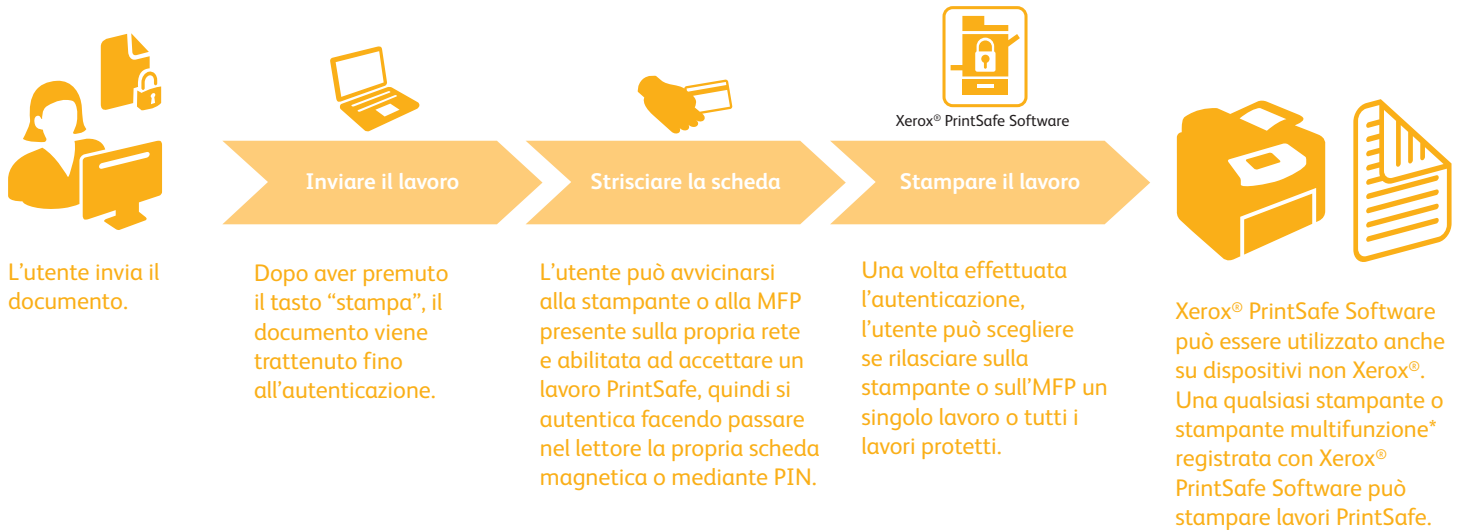 Xerox® PrintSafe Software
Inviare il lavoro
Strisciare la scheda
Stampare il lavoro
L’utente invia il
documento.
Dopo aver premuto
il tasto “stampa”, il
documento viene
trattenuto fino
all’autenticazione.
L’utente può avvicinarsi
alla stampante o alla MFP
presente sulla propria rete
e abilitata ad accettare un
lavoro PrintSafe, quindi si
autentica facendo passare
nel lettore la propria scheda
magnetica o mediante PIN.
Una volta effettuata
l’autenticazione,
l’utente può scegliere
se rilasciare sulla
stampante o sull’MFP un
singolo lavoro o tutti i
lavori protetti.
Xerox® PrintSafe Software
può essere utilizzato anche
su dispositivi non Xerox®.
Una qualsiasi stampante o
stampante multifunzione*
registrata con Xerox®
PrintSafe Software può
stampare lavori PrintSafe.